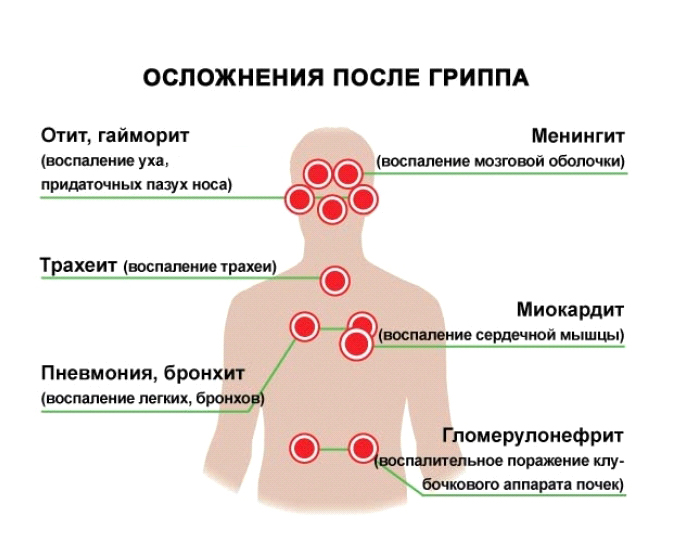 ОСЛОЖНЕНИЯ ПОСЛЕ ГРИППА
Отит, гайморит
(воспаление уха,
придаточных пазух носа)
Менингит
(воспаление мозговой оболочки)
Трахеит (воспаление трахеи)
Миокардит
(воспаление сердечной мышцы)
Пневмония, бронхит
(воспаление легких, бронхов)
Гломерулонефрит
(воспалительное поражение клу-
бочкового аппарата почек)